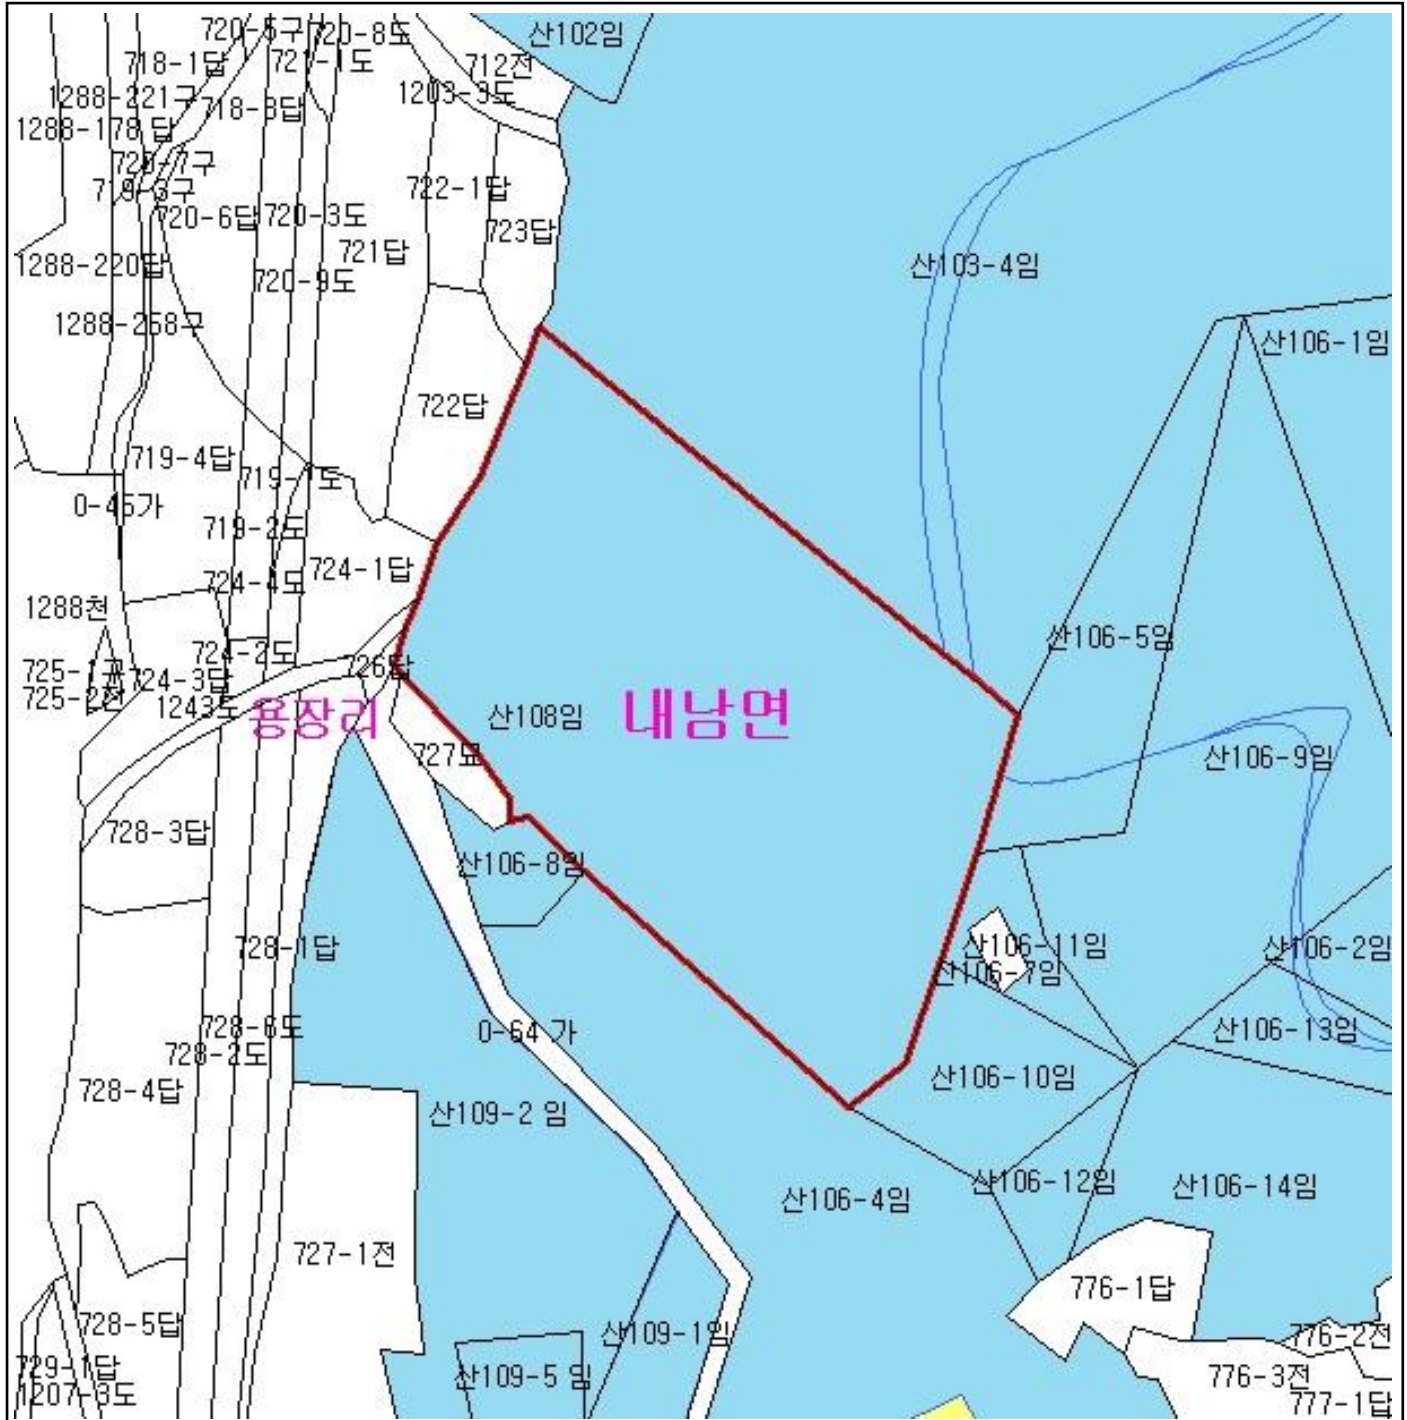 720-5구
720-8도
산102임
718-1답
721-1도
712전
1288-221구
718-8답
1203-3도
1288-178 답
720-7구
719-3구
722-1답
720-6답
720-3도
723답
721답
1288-220답
720-9도
산103-4임
1288-258구
산106-1임
722답
719-4답
719-1도
0-45가
719-2도
724-4도
724-1답
1288천
산106-5임
724-2도
726답
725-1구
724-3답
725-2전
1243도
용장리
산108임
내남면
727묘
산106-9임
728-3답
산106-8임
728-1답
산106-11임
산106-2임
산106-7임
728-6도
0-64 가
산106-13임
728-2도
728-4답
산106-10임
산109-2 임
산106-12임
산106-14임
산106-4임
727-1전
776-1답
728-5답
산109-1임
776-2전
729-1답
산109-5 임
776-3전
1207-3도
777-1답